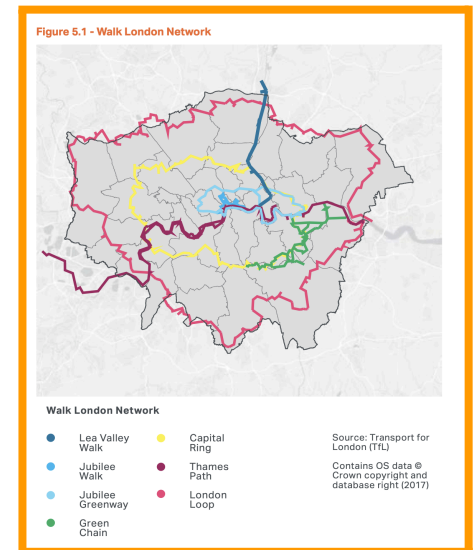 Figure 5.1 - Walk London Network
Walk London Network
Lea Valley
Walk
Jubilee
Walk
Jubilee
Greenway
Green
Chain
Capital
Ring
Thames
Path
London
Loop
Source: Transport for
London (TfL)
Contains OS data ©
Crown copyright and
database right (2017)